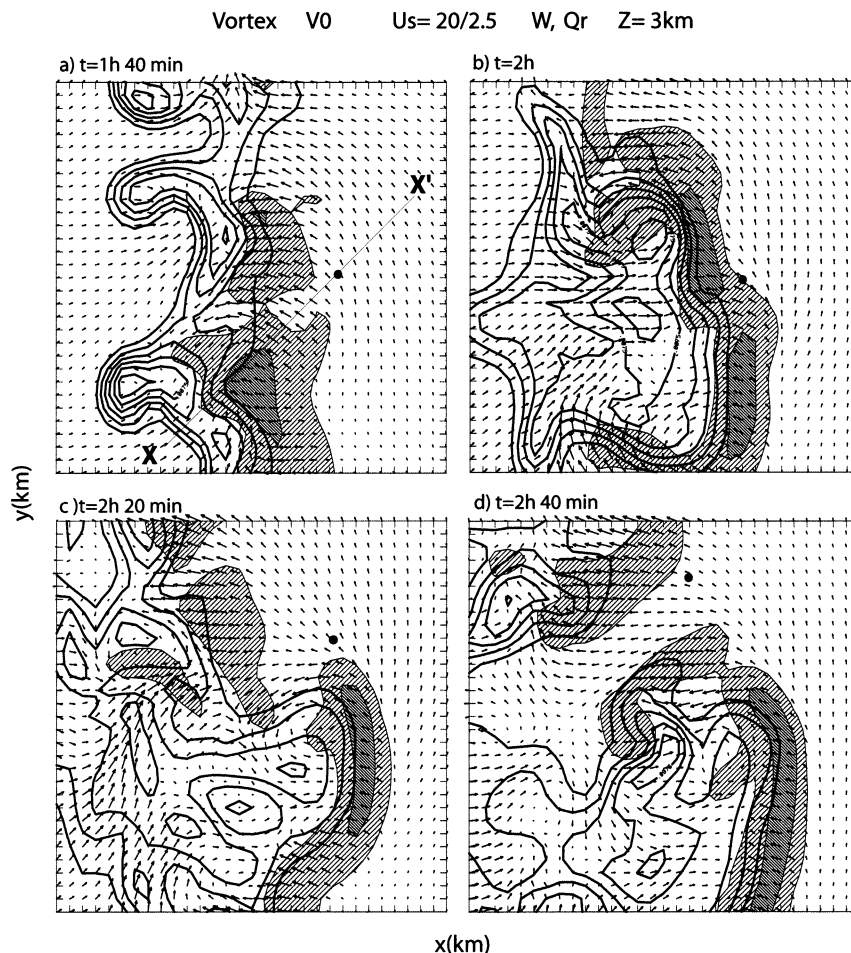 Vortex V0 Us= 20/2.5 W, Qr Z= 3km
a) t=1h 40 min
b) t=2h
X'
X
y(km)
c )t=2h 20 min
d) t=2h 40 min
x(km)